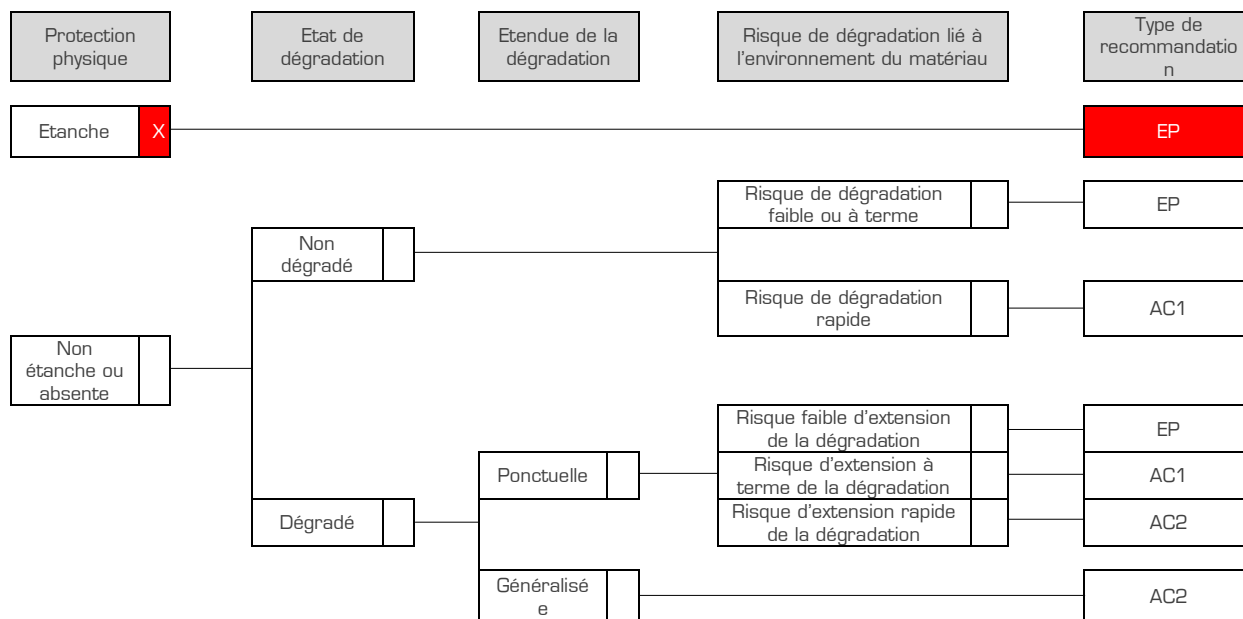 Protection
physique
Etat de
dégradation
Etendue de la
dégradation
Risque de dégradation lié à
l'environnement du matériau
Type de
recommandatio
n
Etanche
X
EP
Risque de dégradation
faible ou à terme
EP
Non
dégradé
Risque de dégradation
rapide
AC1
Non
étanche ou
absente
Risque faible d'extension
de la dégradation
EP
Ponctuelle
Risque d'extension à
terme de la dégradation
AC1
Dégradé
Risque d'extension rapide
de la dégradation
AC2
Généralisé
e
AC2